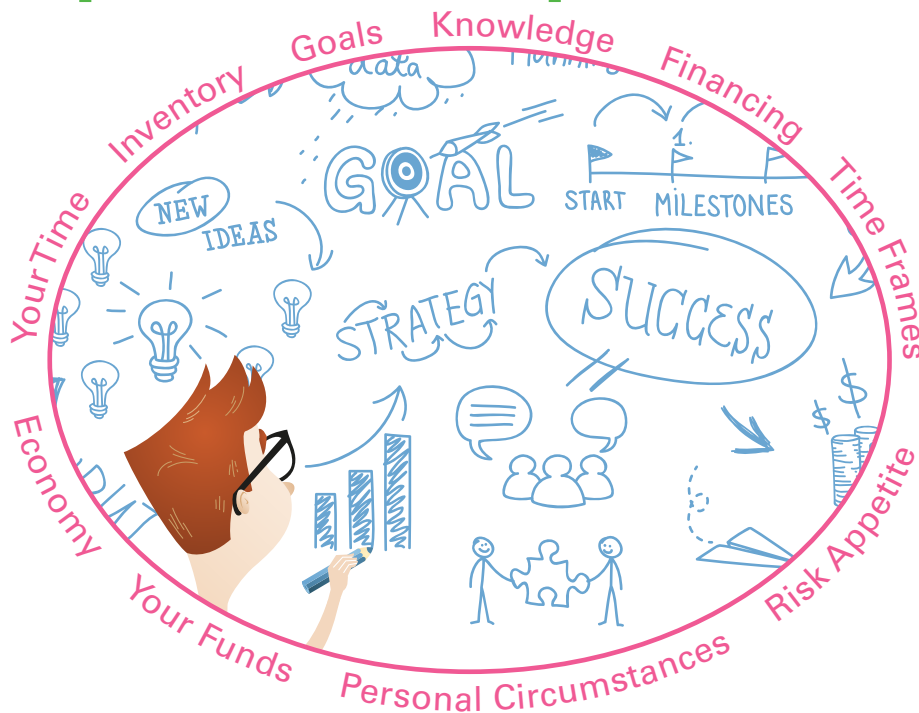 Your Time
Inventory
Goals
Knowledge
Financing
Time Frames
Risk Appetite
Personal Circumstances
Your Funds
Economy
data
GOAL
1.
START
MILESTONES
NEW
IDEAS
STRATEGY
SUCCESS
$
$